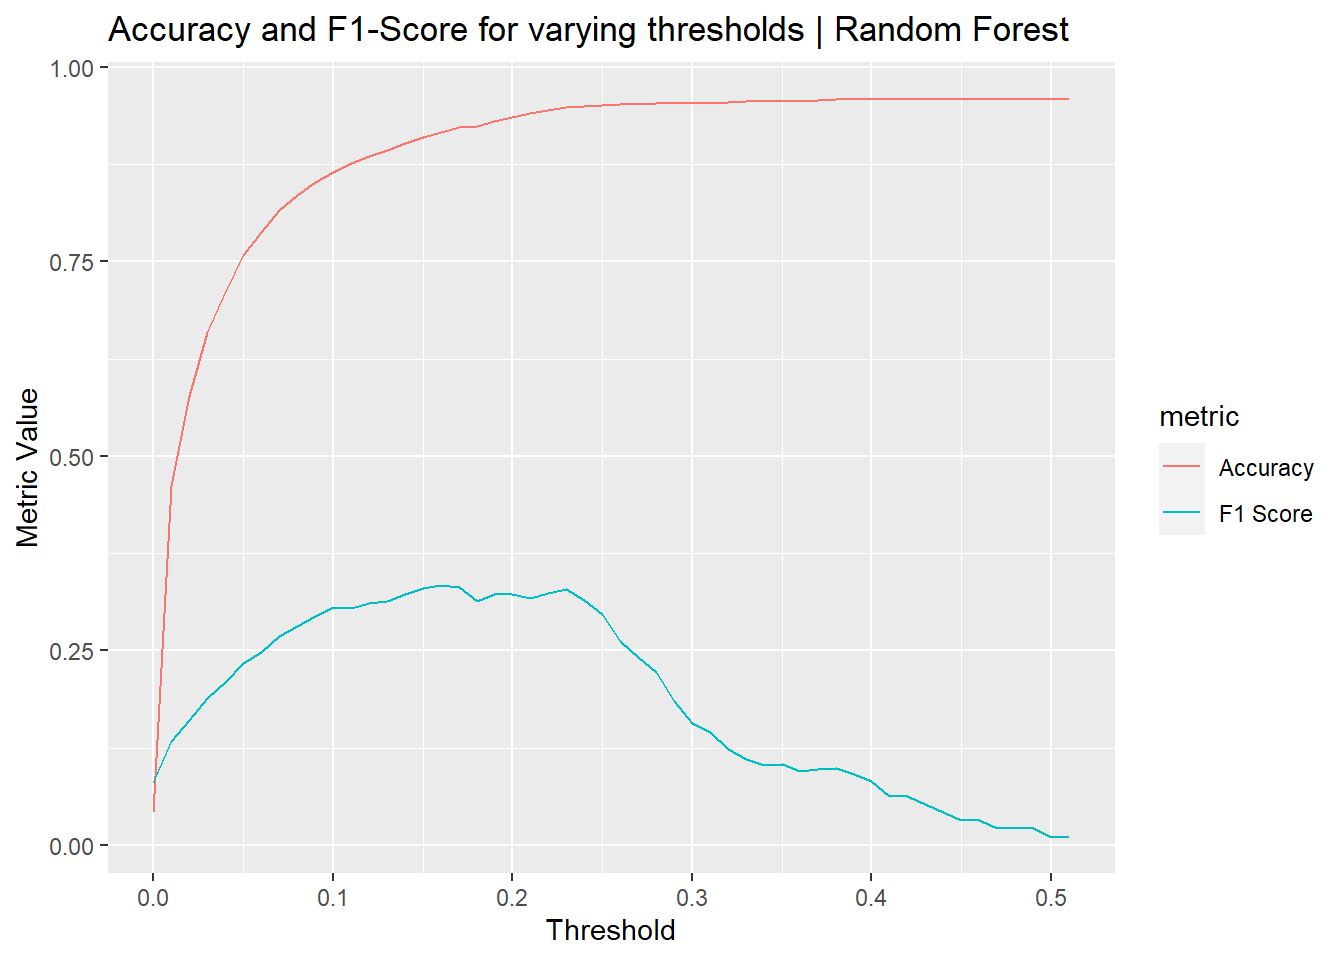 Accuracy and F1-Score for varying thresholds | Random Forest
1.00
0.75
0.50
0.25
0.00
Metric Value
0.0 0.1 0.2 0.3 0.4 0.5
Threshold
metric
Accuracy
F1 Score